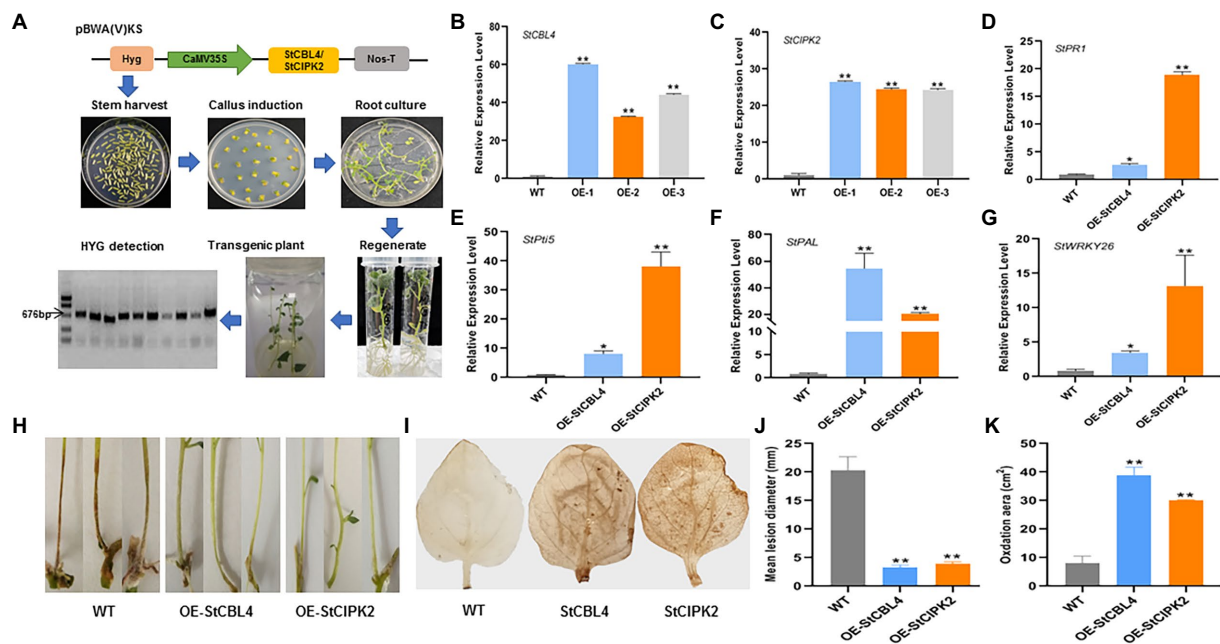 A
pBWA(V)KS
Hyg
CaMV35S
StCBL4/
StCIPK2
Nos-T
Stem harvest
Callus induction
Root culture
HYG detection
Transgenic plant
Regenerate
676bp
B
StCBL4
Relative Expression Level
80
60
40
20
0
**
**
**
WT
OE-1
OE-2
OE-3
C
StCIPK2
Relative Expression Level
40
30
20
10
0
**
**
**
WT
OE-1
OE-2
OE-3
D
StPR1
Relative Expression Level
25
20
15
10
5
0
*
**
WT
OE-StCBL4
OE-StCIPK2
E
StPti5
Relative Expression Level
50
40
30
20
10
0
*
**
WT
OE-StCBL4
OE-StCIPK2
F
StPAL
Relative Expression Level
80
60
40
20
10
5
0
**
**
WT
OE-StCBL4
OE-StCIPK2
G
StWRKY26
Relative Expression Level
20
15
10
5
0
*
**
WT
OE-StCBL4
OE-StCIPK2
H
WT
OE-StCBL4
OE-StCIPK2
I
WT
StCBL4
StCIPK2
J
Mean lesion diameter (mm)
25
20
15
10
5
0
**
**
WT
OE-StCBL4
OE-StCIPK2
K
Oxdation aera (cm²)
50
40
30
20
10
0
**
**
WT
OE-StCBL4
OE-StCIPK2